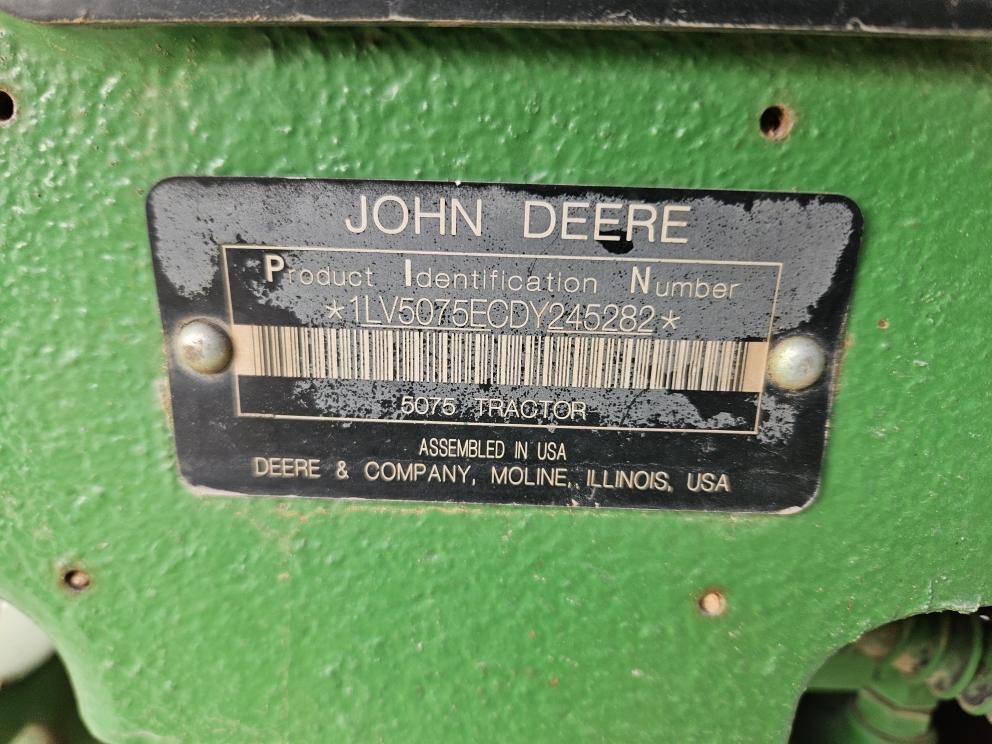 JOHN DEERE
Product Identification Number
*1LV5075ECDY245282*
5075 TRACTOR
ASSEMBLED IN USA
DEERE & COMPANY, MOLINE, ILLINOIS, USA